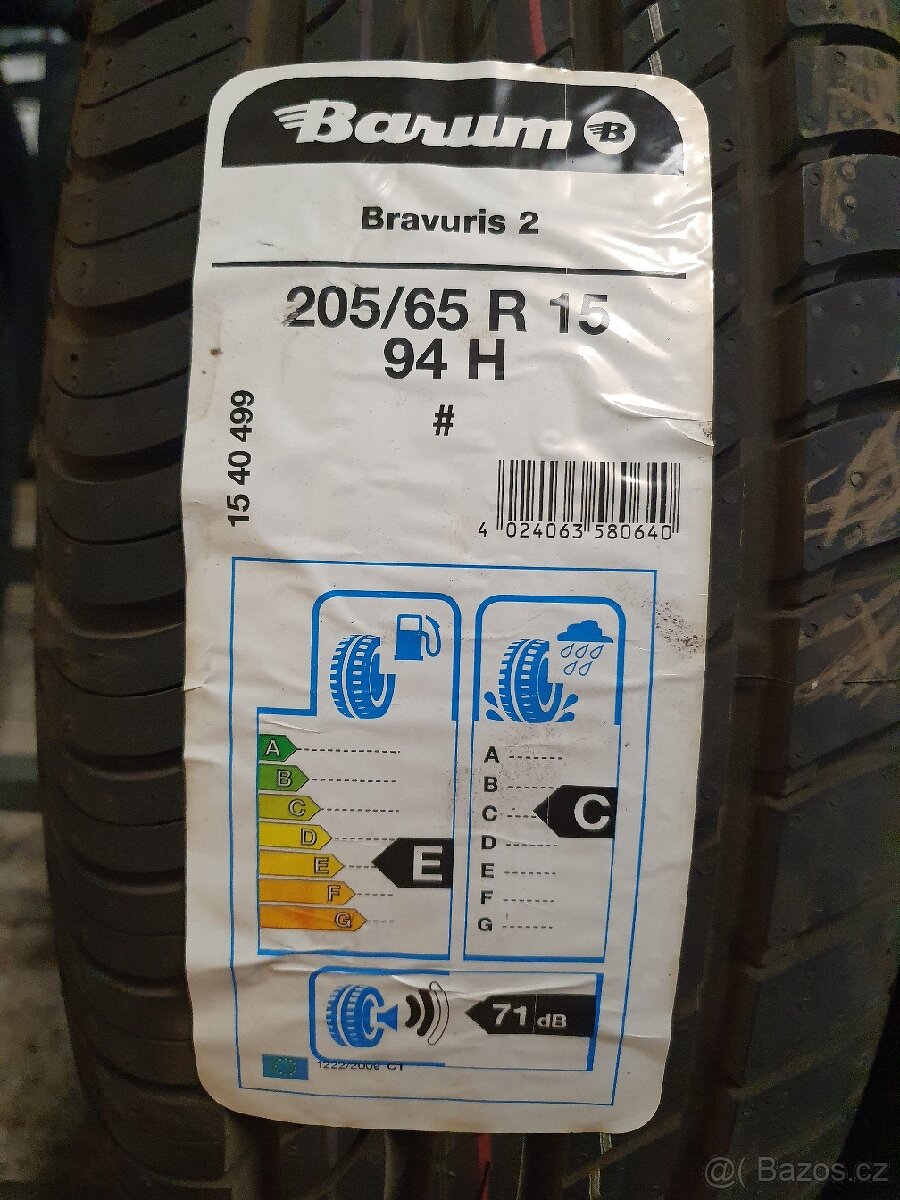 Barum B
Bravuris 2
205/65 R 15
94 H
#
15 40 499
4 024063 580640
A
B
C
D
E
F
G
E
A
B
C
D
E
F
G
C
71 dB
1222/2009 C1
@( Bazos.cz